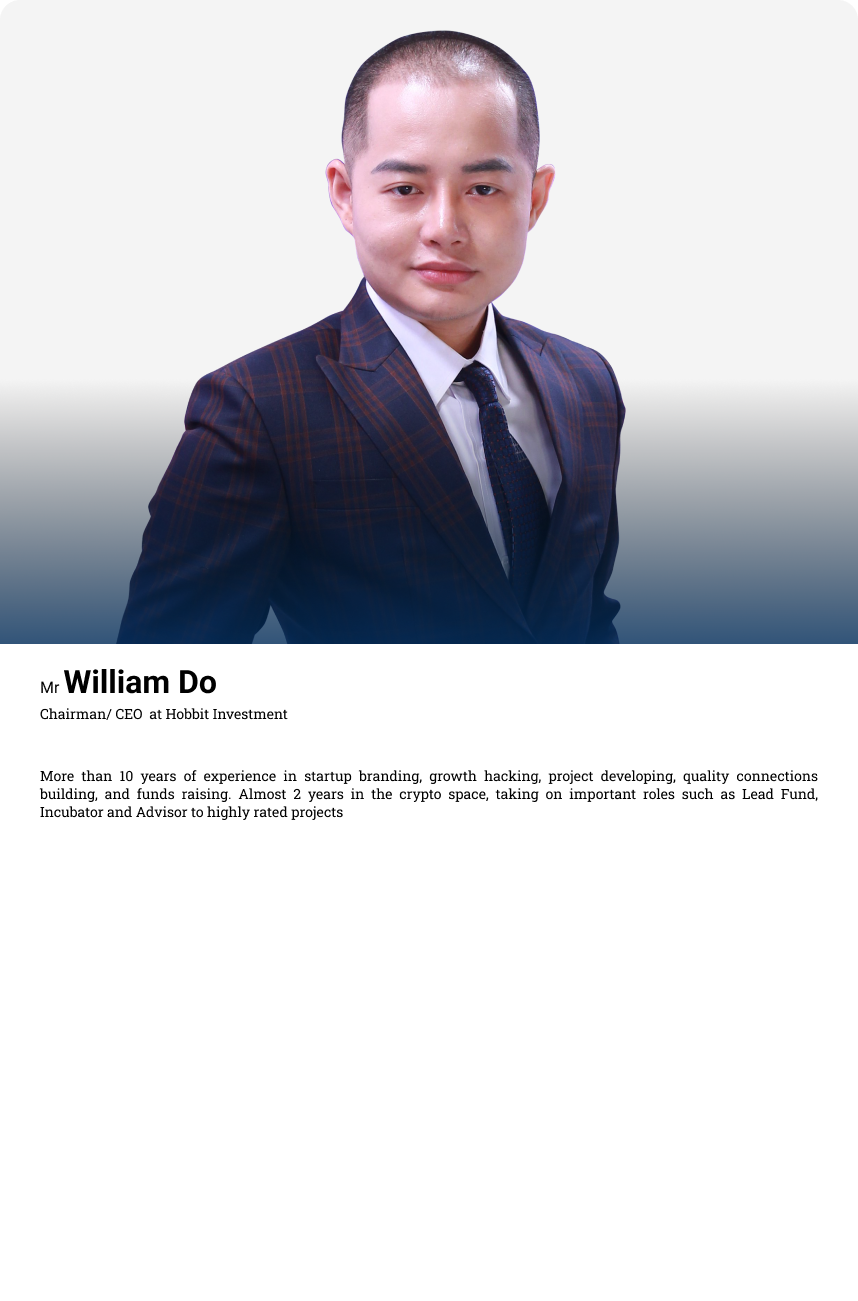 Mr William Do
Chairman/ CEO  at Hobbit Investment
More than 10 years of experience in startup branding, growth hacking, project developing, quality connections
building, and funds raising. Almost 2 years in the crypto space, taking on important roles such as Lead Fund,
Incubator and Advisor to highly rated projects